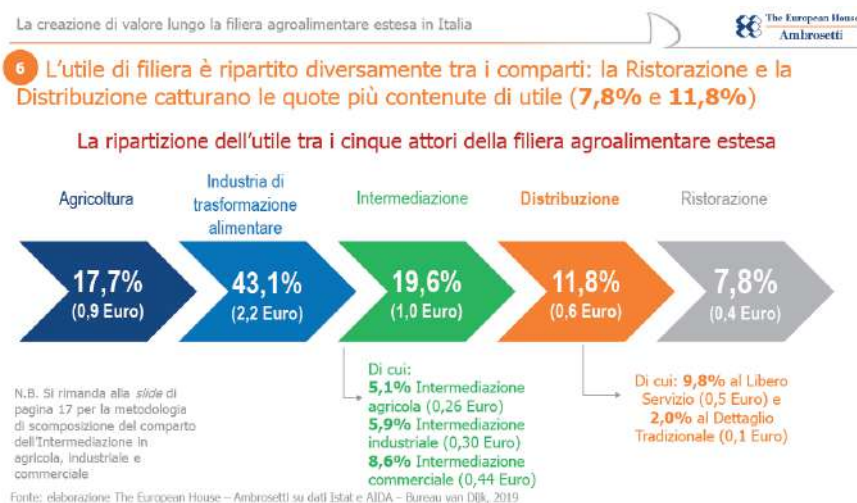 La creazione di valore lungo la filiera agroalimentare estesa in Italia
The European House
Ambrosetti
6 L'utile di filiera è ripartito diversamente tra i comparti: la Ristorazione e la
Distribuzione catturano le quote più contenute di utile (7,8% e 11,8%)
La ripartizione dell'utile tra i cinque attori della filiera agroalimentare estesa
Agricoltura
Industria di
trasformazione
alimentare
Intermediazione
Distribuzione
Ristorazione
17,7%
(0,9 Euro)
43,1%
(2,2 Euro)
19,6%
(1,0 Euro)
11,8%
(0,6 Euro)
7,8%
(0,4 Euro)
N.B. Si rimanda alla slide di
pagina 17 per la metodologia
di scomposizione del comparto
dell'Intermediazione in
agricola, industriale e
commerciale
Di cui:
5,1% Intermediazione
agricola (0,26 Euro)
5,9% Intermediazione
industriale (0,30 Euro)
8,6% Intermediazione
commerciale (0,44 Euro)
Di cui: 9,8% al Libero
Servizio (0,5 Euro) e
2,0% al Dettaglio
Tradizionale (0,1 Euro)
Fonte: elaborazione The European House – Ambrosetti su dati Istat e AIDA – Bureau van Dijk, 2019